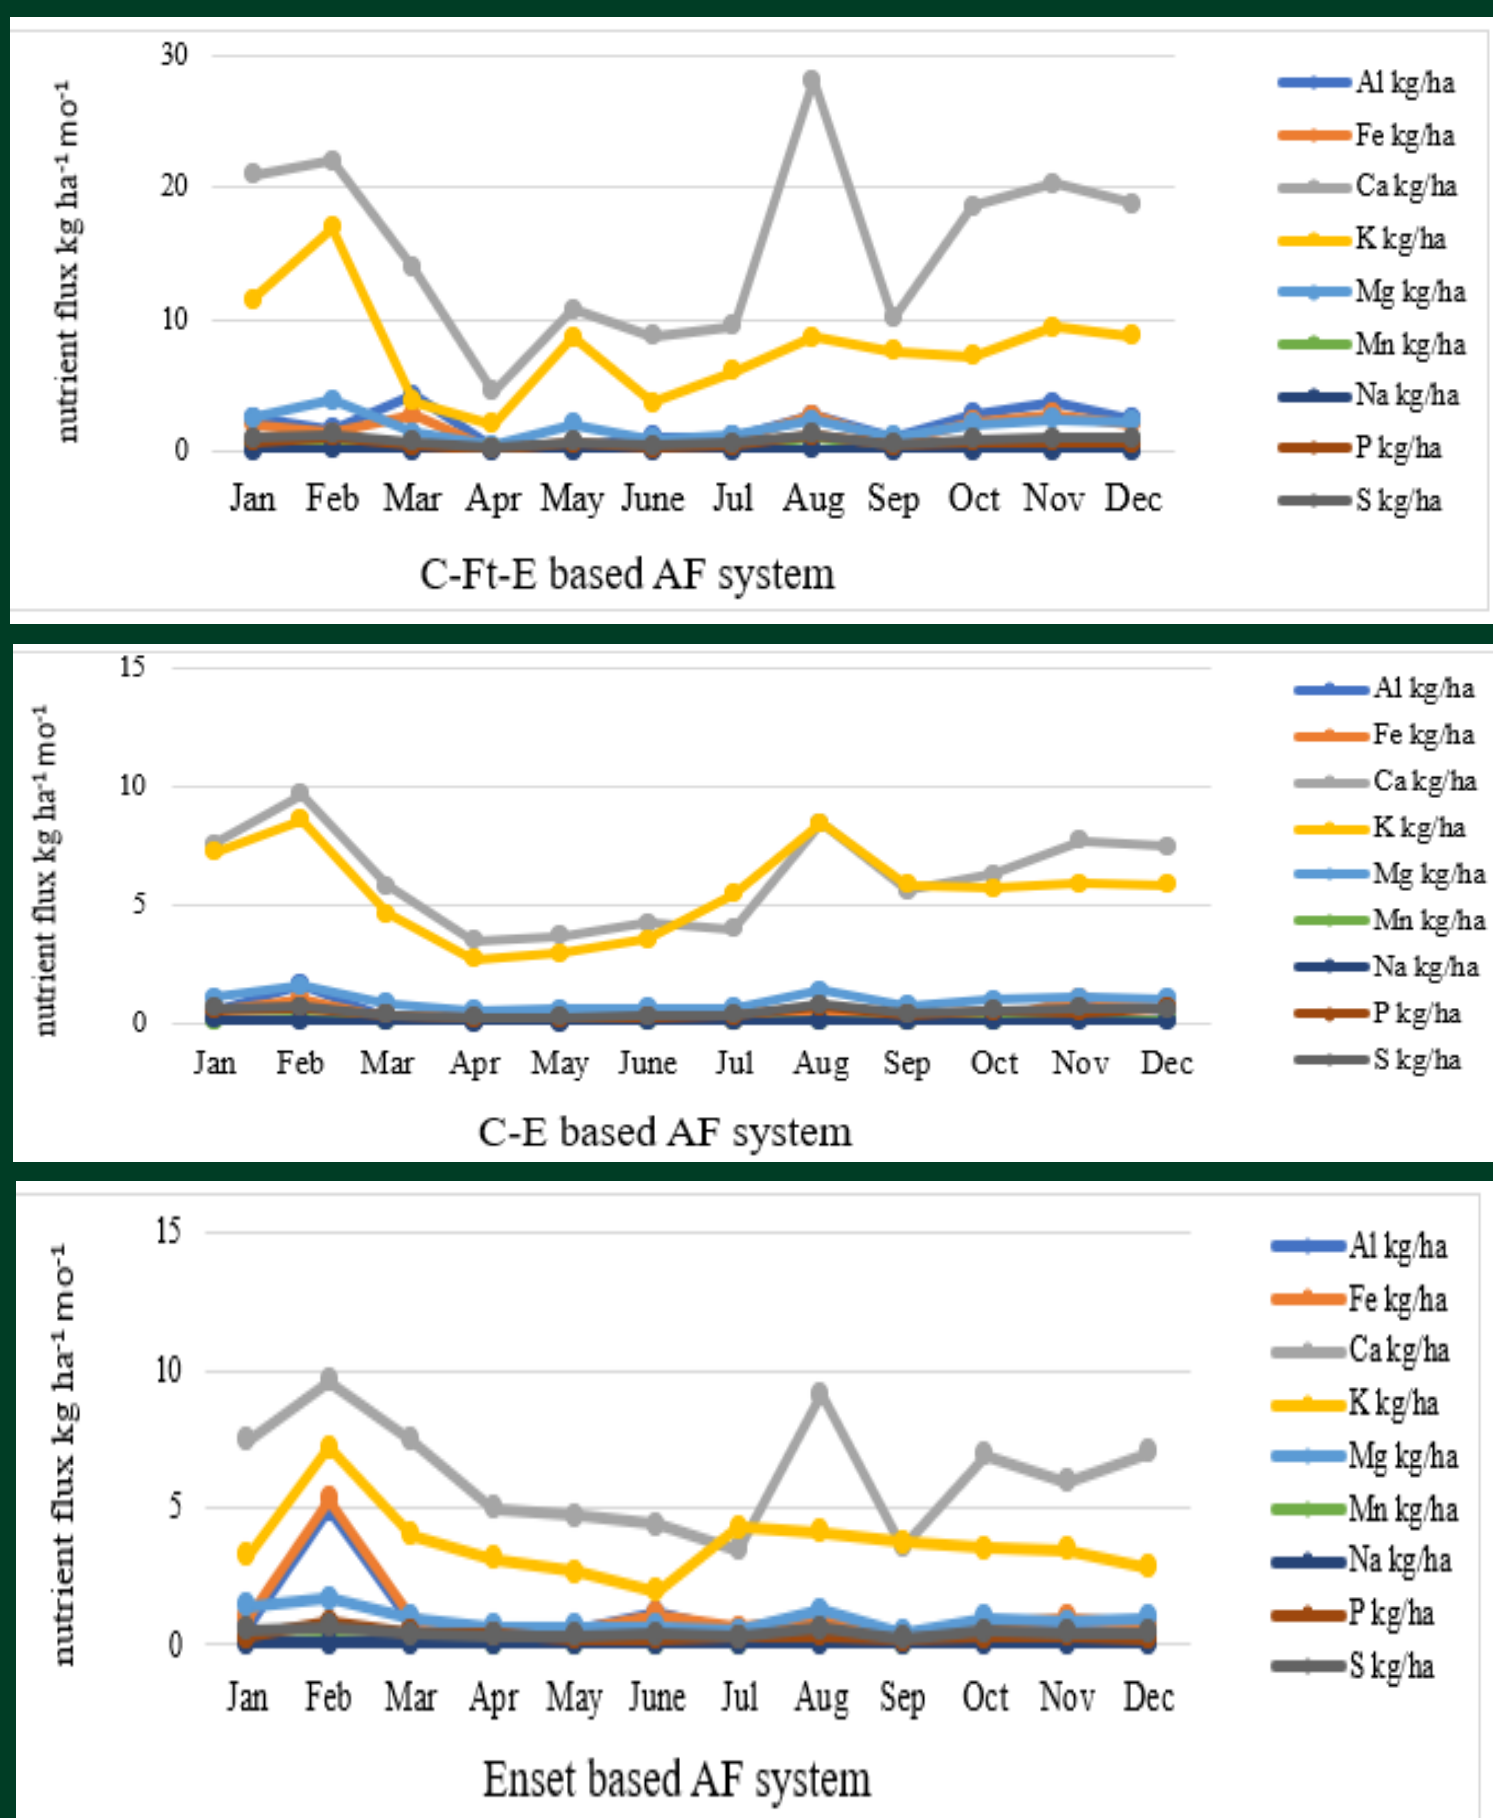 30
20
10
0
nutrient flux kg ha⁻¹ mo⁻¹
Jan Feb Mar Apr May June Jul Aug Sep Oct Nov Dec
C-Ft-E based AF system
Al kg/ha
Fe kg/ha
Ca kg/ha
K kg/ha
Mg kg/ha
Mn kg/ha
Na kg/ha
P kg/ha
S kg/ha
15
10
5
0
nutrient flux kg ha⁻¹ mo⁻¹
Jan Feb Mar Apr May June Jul Aug Sep Oct Nov Dec
C-E based AF system
Al kg/ha
Fe kg/ha
Ca kg/ha
K kg/ha
Mg kg/ha
Mn kg/ha
Na kg/ha
P kg/ha
S kg/ha
15
10
5
0
nutrient flux kg ha⁻¹ mo⁻¹
Jan Feb Mar Apr May June Jul Aug Sep Oct Nov Dec
Enset based AF system
Al kg/ha
Fe kg/ha
Ca kg/ha
K kg/ha
Mg kg/ha
Mn kg/ha
Na kg/ha
P kg/ha
S kg/ha